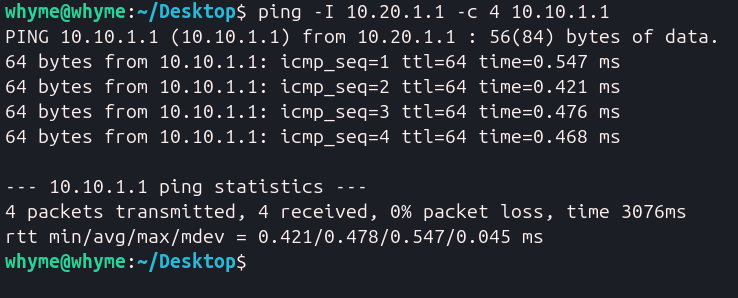 whyme@whyme:~/Desktop$ ping -I 10.20.1.1 -c 4 10.10.1.1
PING 10.10.1.1 (10.10.1.1) from 10.20.1.1 : 56(84) bytes of data.
64 bytes from 10.10.1.1: icmp_seq=1 ttl=64 time=0.547 ms
64 bytes from 10.10.1.1: icmp_seq=2 ttl=64 time=0.421 ms
64 bytes from 10.10.1.1: icmp_seq=3 ttl=64 time=0.476 ms
64 bytes from 10.10.1.1: icmp_seq=4 ttl=64 time=0.468 ms

--- 10.10.1.1 ping statistics ---
4 packets transmitted, 4 received, 0% packet loss, time 3076ms
rtt min/avg/max/mdev = 0.421/0.478/0.547/0.045 ms
whyme@whyme:~/Desktop$